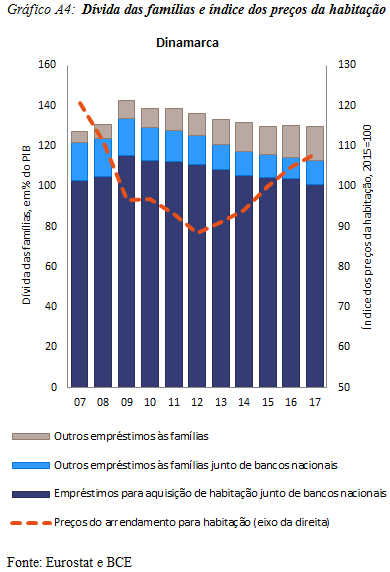 Gráfico A4: Dívida das famílias e índice dos preços da habitação
Dinamarca
160
140
120
100
80
60
40
20
0
Dívida das famílias, em % do PIB
130
120
110
100
90
80
70
60
50
Índice dos preços da habitação, 2015=100
07 08 09 10 11 12 13 14 15 16 17
Outros empréstimos às famílias
Outros empréstimos às famílias junto de bancos nacionais
Empréstimos para aquisição de habitação junto de bancos nacionais
Preços do arrendamento para habitação (eixo da direita)
Fonte: Eurostat e BCE